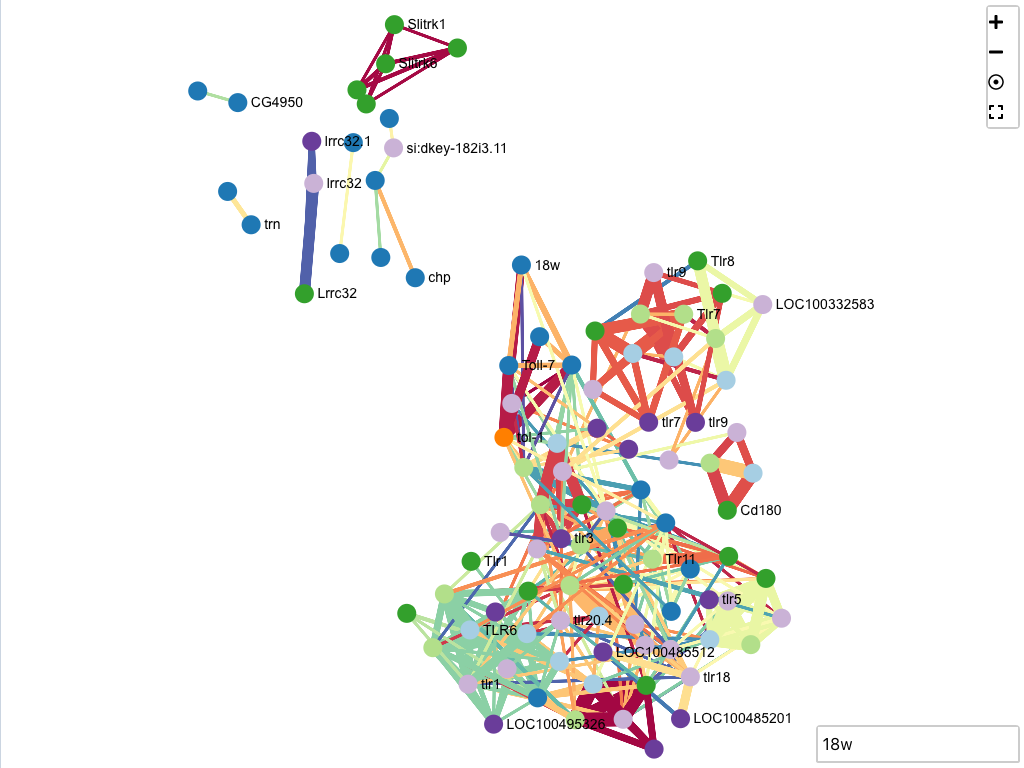 Slitrk1
Slitrk6
CG4950
lrrc32.1
si:dkey-182i3.11
lrrc32
trn
chp
Lrrc32
18w
Tlr8
tlr9
LOC100332583
Tlr7
Toll-7
tlr7
tlr9
tol-1
Cd180
tlr3
Tlr1
Tlr11
tlr5
tlr20.4
TLR6
LOC100485512
tlr18
tlr1
LOC100495326
LOC100485201
18w